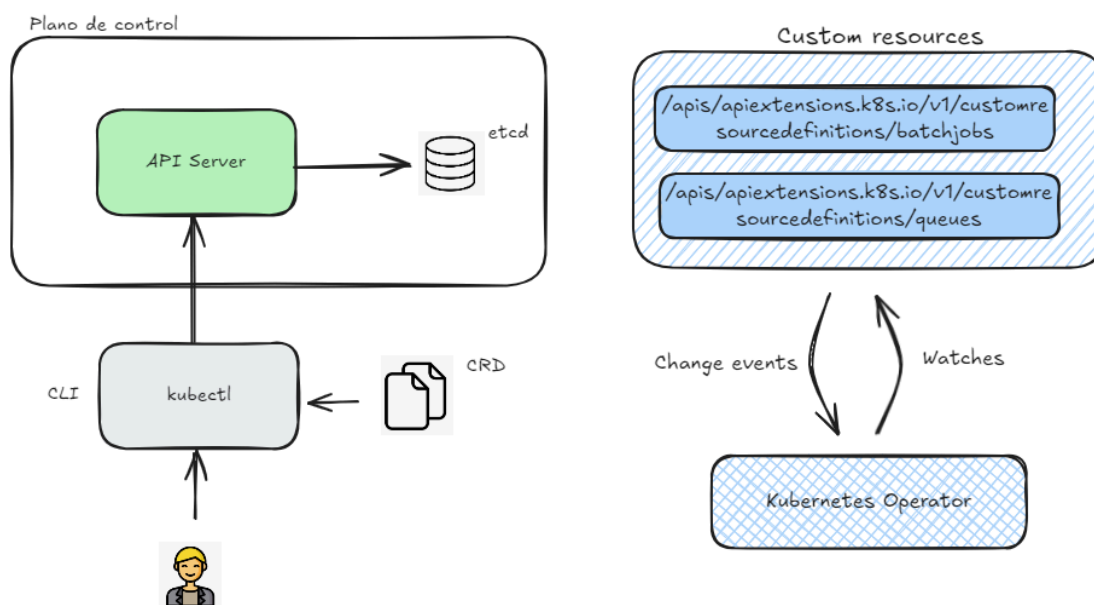 Plano de control
API Server
etcd
CLI
kubectl
CRD
Custom resources
/apis/apiextensions.k8s.io/v1/customre
sourcedefinitions/batchjobs
/apis/apiextensions.k8s.io/v1/customre
sourcedefinitions/queues
Change events
Watches
Kubernetes Operator